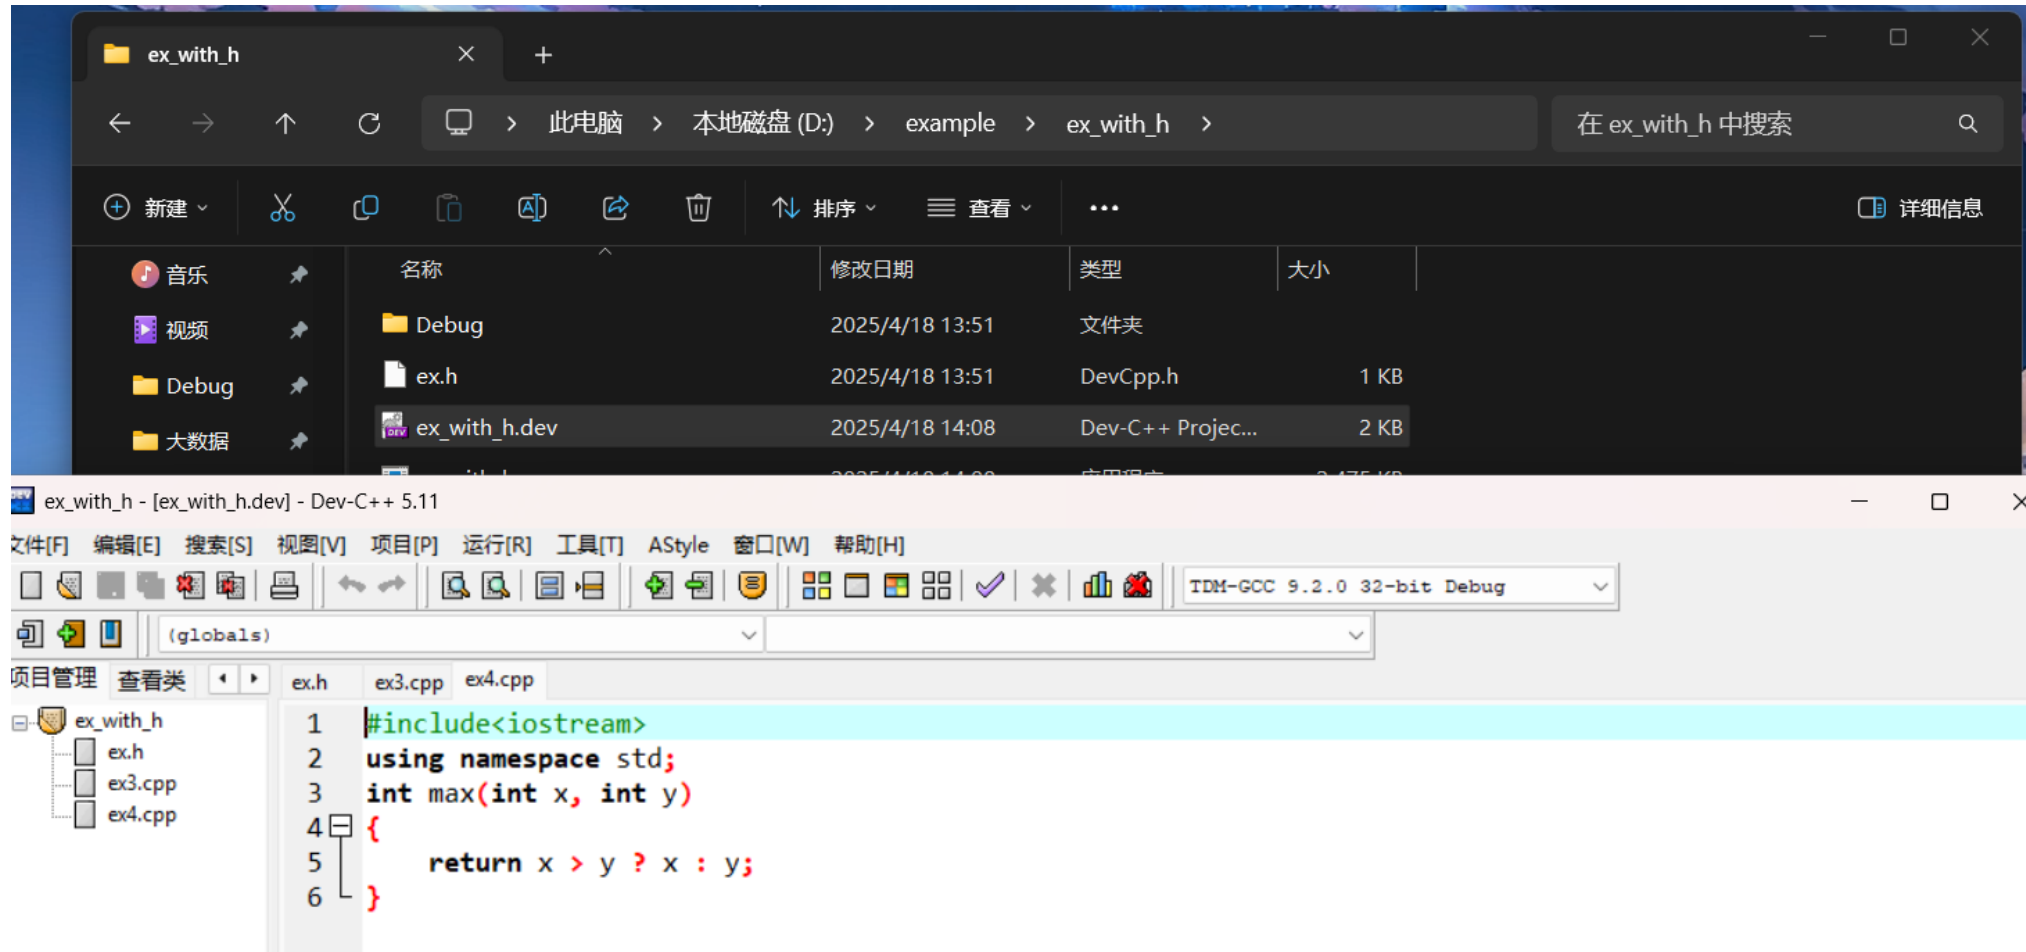 ex_with_h
此电脑 > 本地磁盘 (D:) > example > ex_with_h >
在 ex_with_h 中搜索
新建
排序
查看
详细信息
名称 修改日期 类型 大小
音乐
视频
Debug
大数据
Debug 2025/4/18 13:51 文件夹
ex.h 2025/4/18 13:51 DevCpp.h 1 KB
ex_with_h.dev 2025/4/18 14:08 Dev-C++ Projec... 2 KB
ex_with_h - [ex_with_h.dev] - Dev-C++ 5.11
文件[F] 编辑[E] 搜索[S] 视图[V] 项目[P] 运行[R] 工具[T] AStyle 窗口[W] 帮助[H]
TDM-GCC 9.2.0 32-bit Debug
(globals)
项目管理 查看类
ex.h ex3.cpp ex4.cpp
ex_with_h
ex.h
ex3.cpp
ex4.cpp
1 #include<iostream>
2 using namespace std;
3 int max(int x, int y)
4 {
5 return x > y ? x : y;
6 }